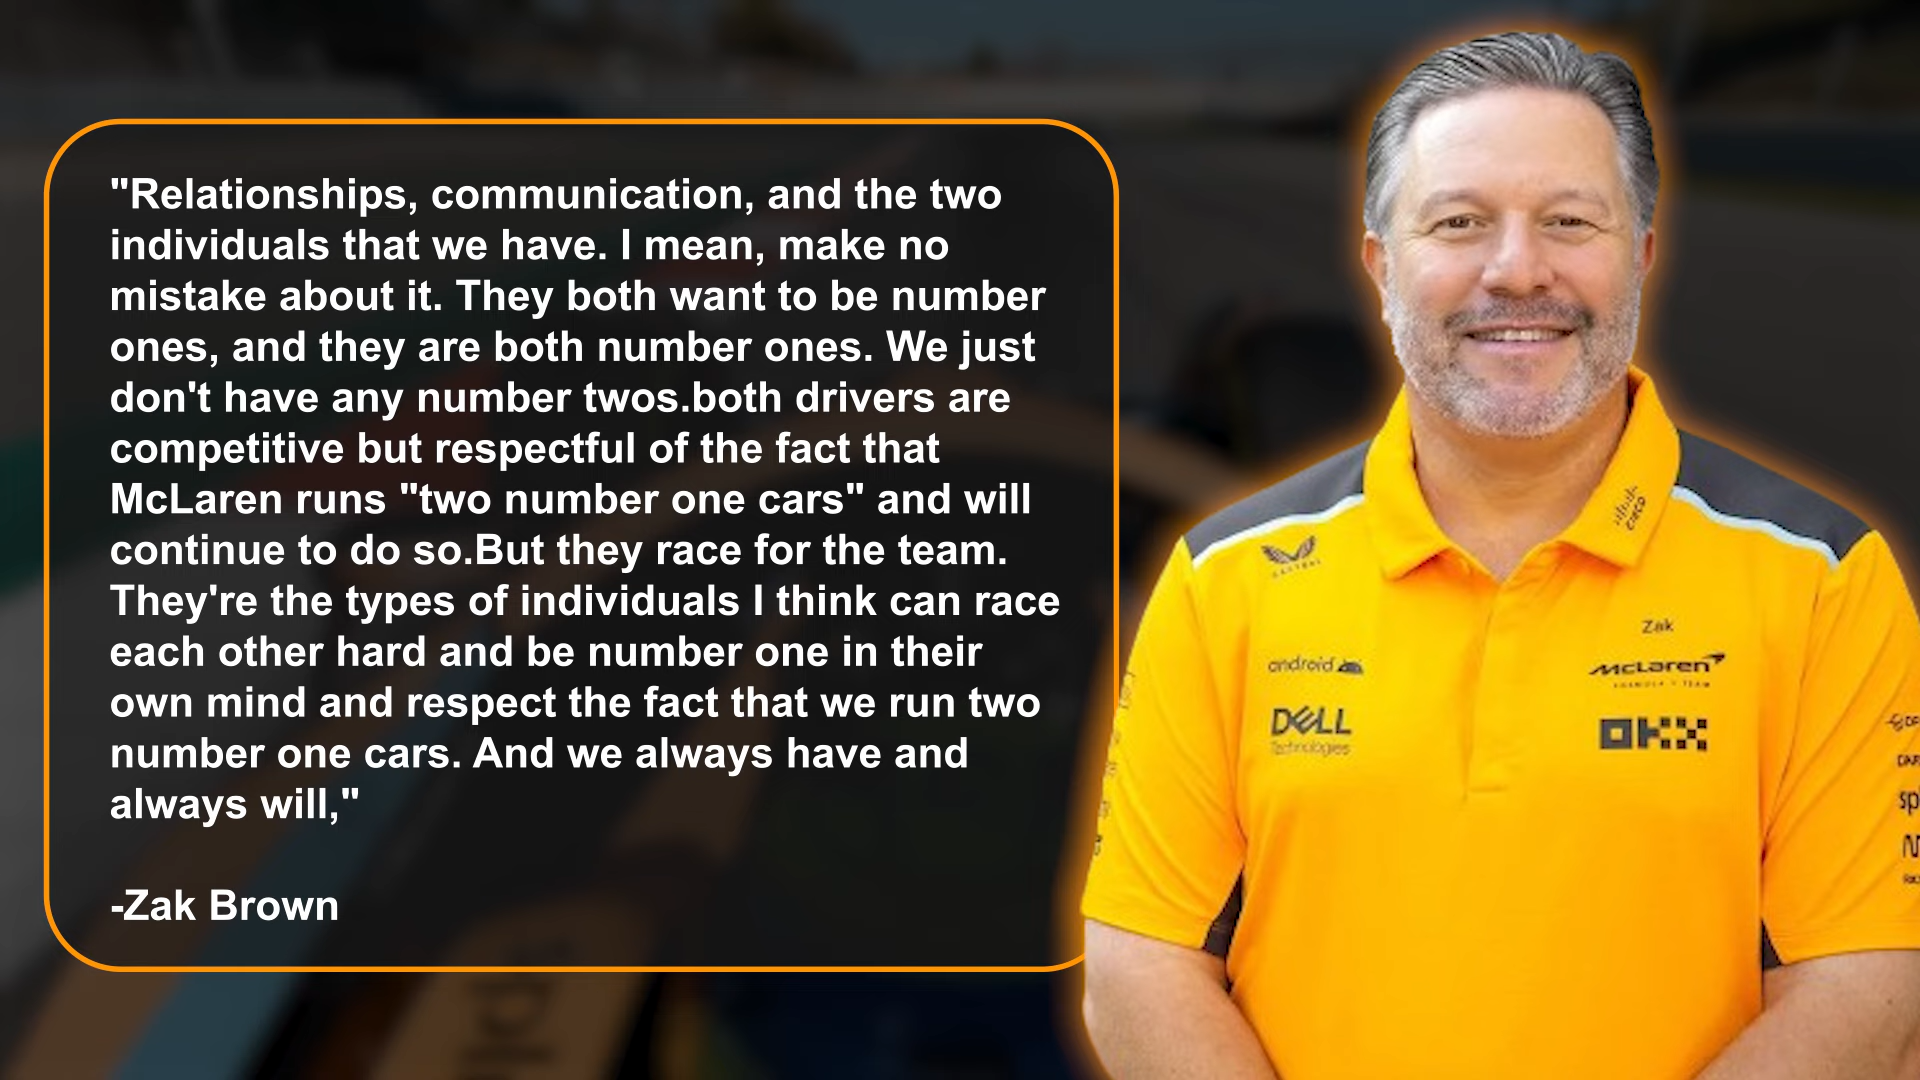 "Relationships, communication, and the two
individuals that we have. I mean, make no
mistake about it. They both want to be number
ones, and they are both number ones. We just
don't have any number twos.both drivers are
competitive but respectful of the fact that
McLaren runs "two number one cars" and will
continue to do so.But they race for the team.
They're the types of individuals I think can race
each other hard and be number one in their
own mind and respect the fact that we run two
number one cars. And we always have and
always will,"
-Zak Brown
CISCO
CASTORE
Zak
android
McLaren
FORMULA 1 TEAM
DELL
Technologies
OKX